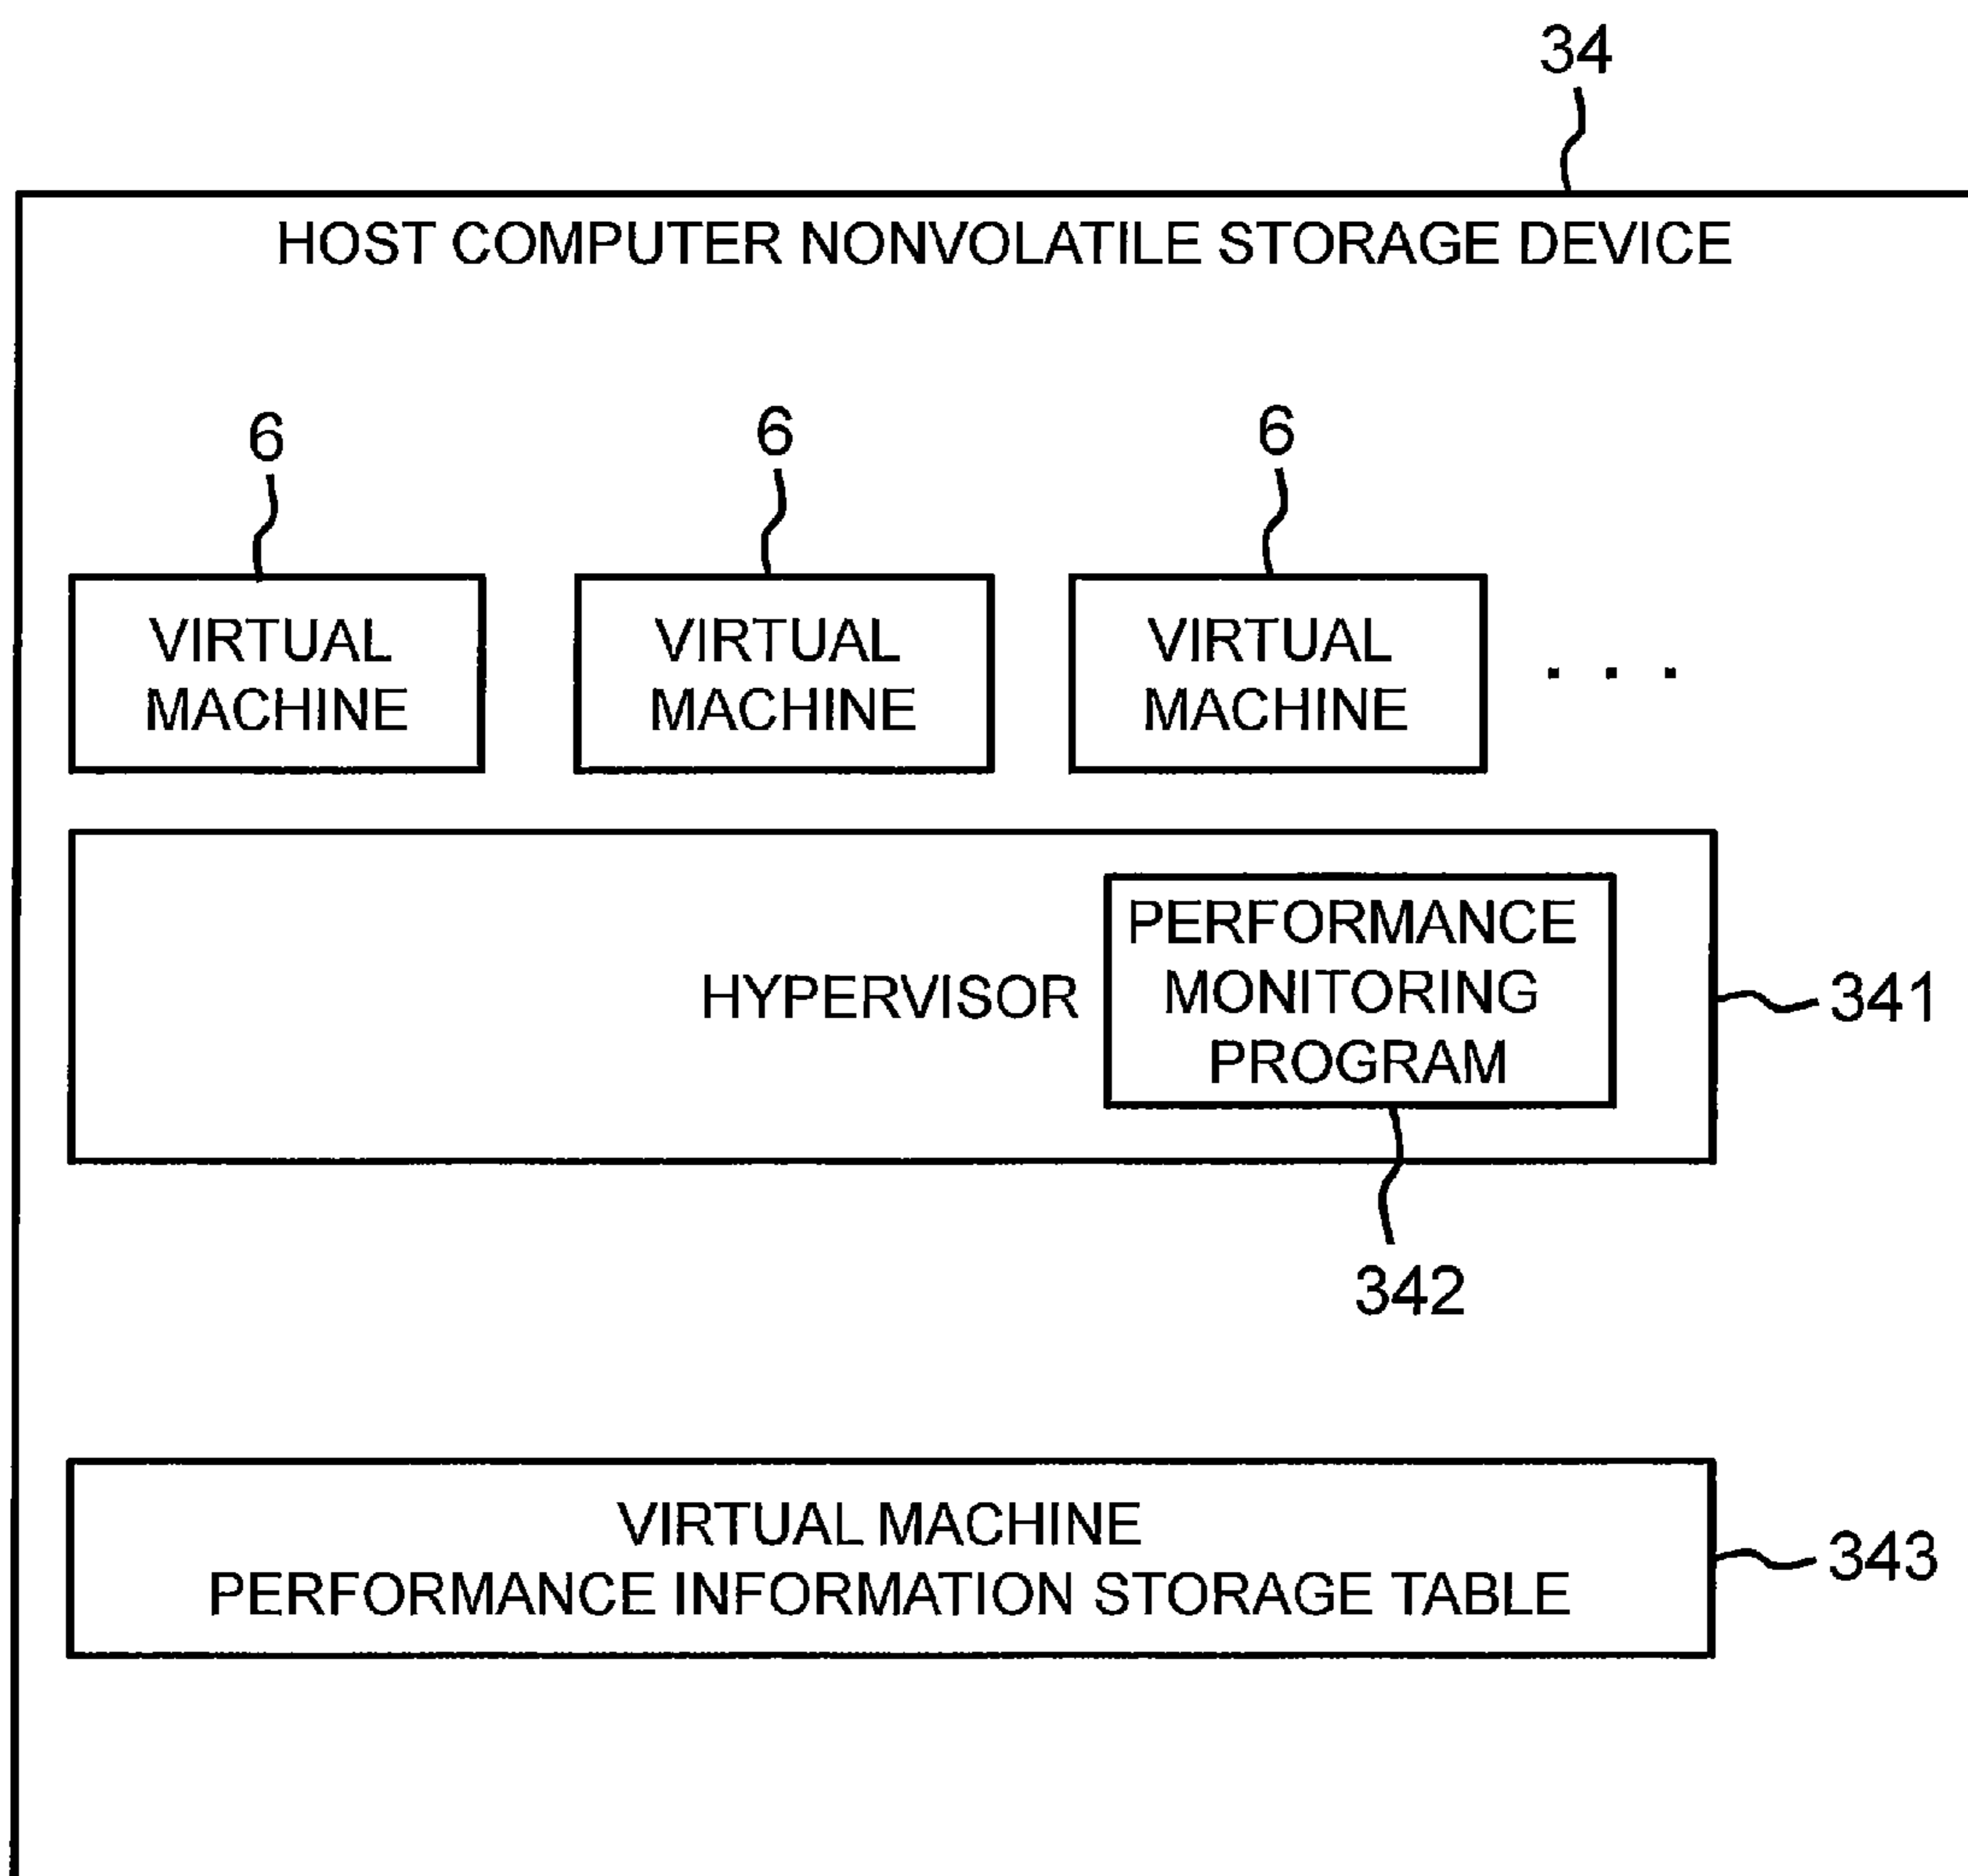 34
HOST COMPUTER NONVOLATILE STORAGE DEVICE
6 6 6
VIRTUAL MACHINE
VIRTUAL MACHINE
VIRTUAL MACHINE
. . .
HYPERVISOR
PERFORMANCE
MONITORING
PROGRAM
341
342
VIRTUAL MACHINE
PERFORMANCE INFORMATION STORAGE TABLE
343